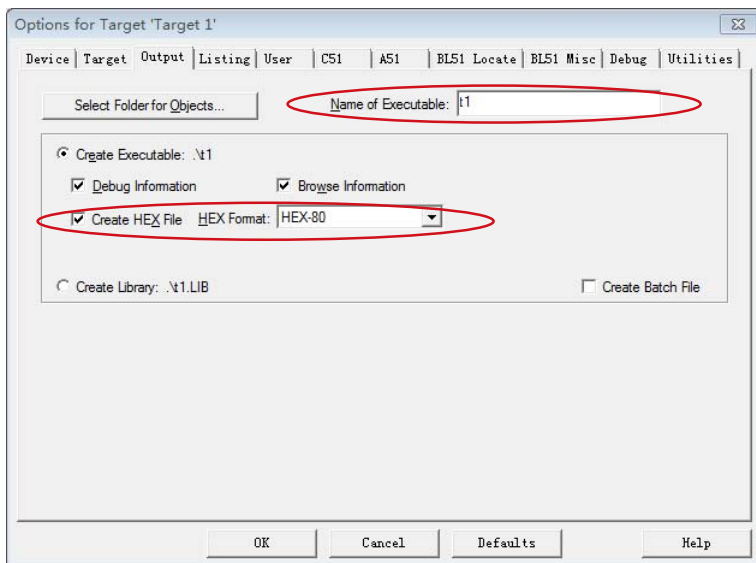 Options for Target 'Target 1'
Device Target Output Listing User C51 A51 BL51 Locate BL51 Misc Debug Utilities
Select Folder for Objects... Name of Executable: t1
Create Executable: .\t1
Debug Information Browse Information
Create HEX File HEX Format: HEX-80
Create Library: .\t1.LIB Create Batch File
OK Cancel Defaults Help